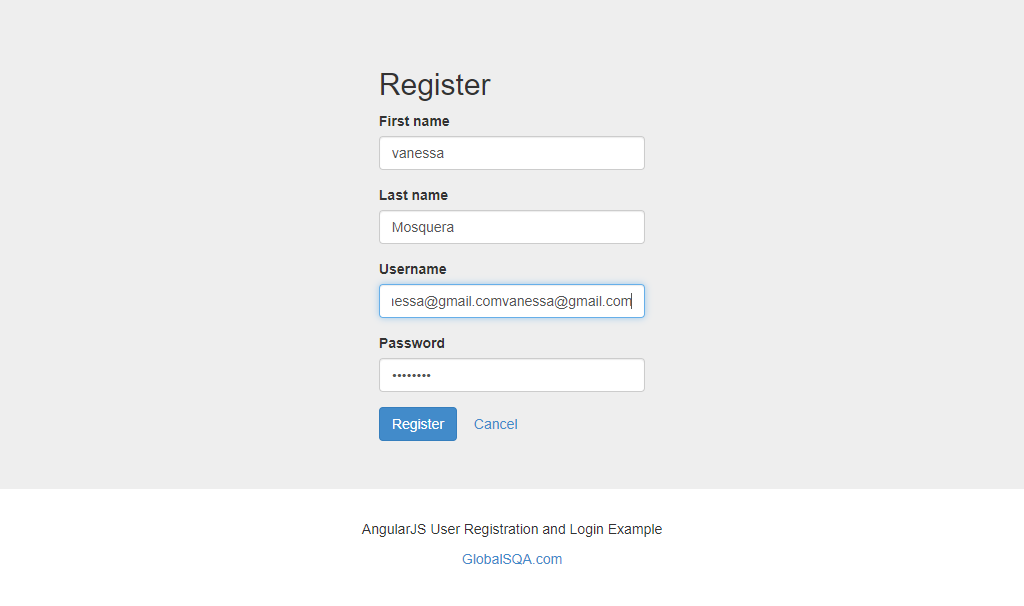 Register
First name
vanessa
Last name
Mosquera
Username
essa@gmail.comvanessa@gmail.com
Password
••••••••
Register Cancel
AngularJS User Registration and Login Example
GlobalSQA.com